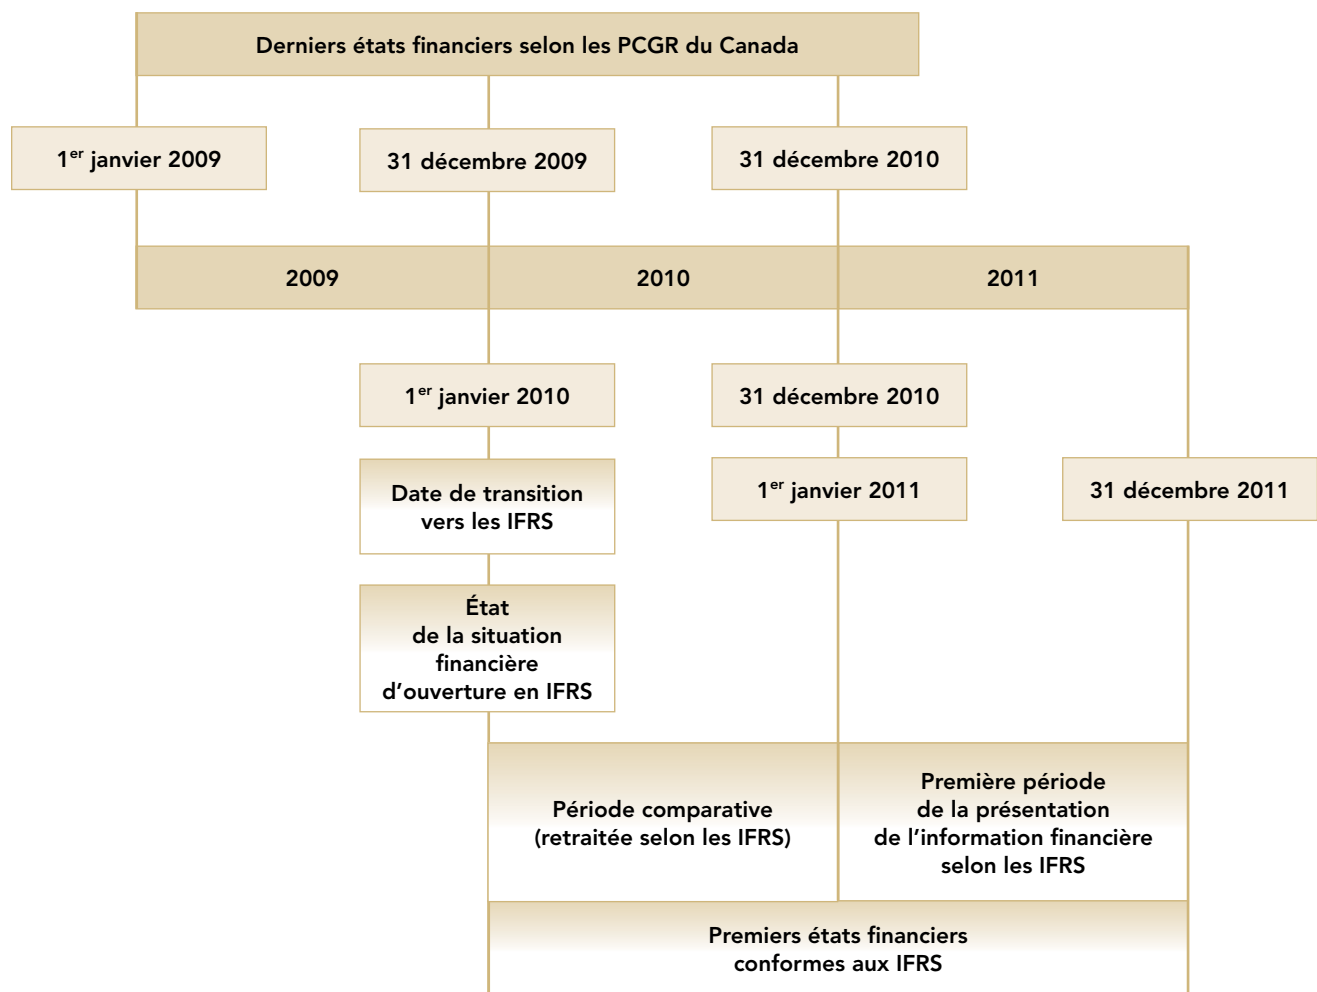 Derniers états financiers selon les PCGR du Canada
1er janvier 2009
31 décembre 2009
31 décembre 2010
2009
2010
2011
1er janvier 2010
31 décembre 2010
Date de transition
vers les IFRS
1er janvier 2011
31 décembre 2011
État
de la situation
financière
d’ouverture en IFRS
Période comparative
(retraitée selon les IFRS)
Première période
de la présentation
de l’information financière
selon les IFRS
Premiers états financiers
conformes aux IFRS